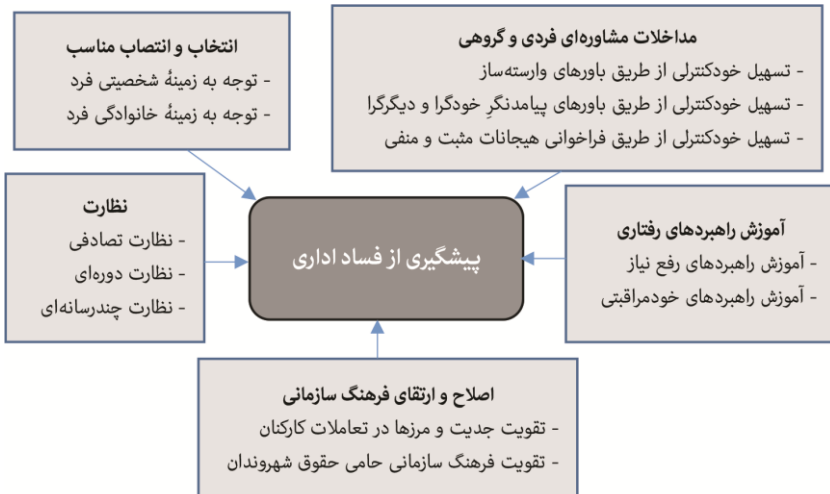 مداخلات مشاوره‌ای فردی و گروهی
- تسهیل خودکنترلی از طریق باورهای وارسته‌ساز
- تسهیل خودکنترلی از طریق باورهای پیامدنگرِ خودگرا و دیگرگرا
- تسهیل خودکنترلی از طریق فراخوانی هیجانات مثبت و منفی
انتخاب و انتصاب مناسب
- توجه به زمینهٔ شخصیتی فرد
- توجه به زمینهٔ خانوادگی فرد
آموزش راهبردهای رفتاری
- آموزش راهبردهای رفع نیاز
- آموزش راهبردهای خودمراقبتی
پیشگیری از فساد اداری
نظارت
- نظارت تصادفی
- نظارت دوره‌ای
- نظارت چندرسانه‌ای
اصلاح و ارتقای فرهنگ سازمانی
- تقویت جدیت و مرزها در تعاملات کارکنان
- تقویت فرهنگ سازمانی حامی حقوق شهروندان